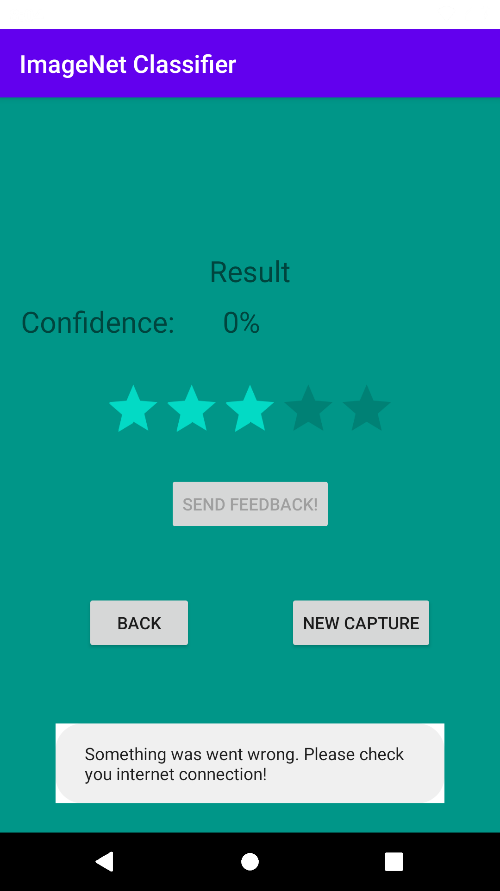 ImageNet Classifier
Result
Confidence: 0%
SEND FEEDBACK!
BACK NEW CAPTURE
Something was went wrong. Please check
you internet connection!